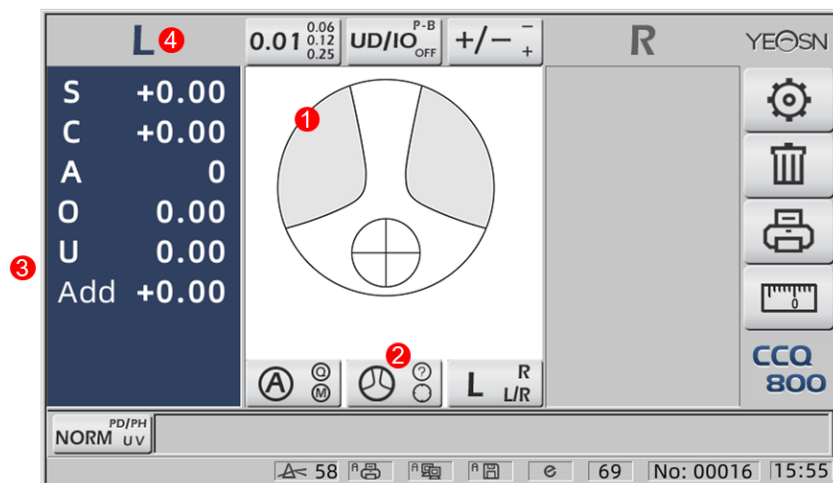 L 4
0.01 0.06 0.12 0.25
UD/IO P-B OFF
+/− − +
R
YEOSN
S +0.00
C +0.00
A 0
O 0.00
U 0.00
Add +0.00
1
2
3
A Q M
?
L R L/R
0
CCQ
800
NORM PD/PH UV
58
A
A
A
e
69
No: 00016
15:55